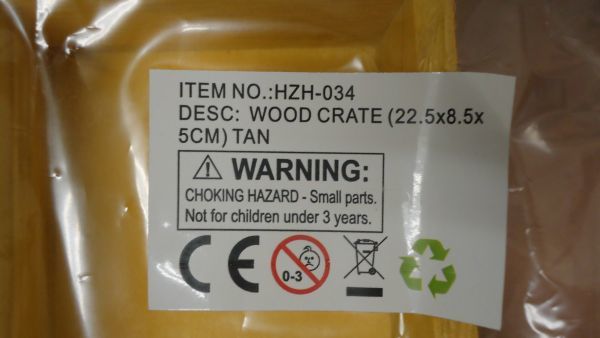 ITEM NO.:HZH-034
DESC: WOOD CRATE (22.5x8.5x
5CM) TAN
WARNING:
CHOKING HAZARD - Small parts.
Not for children under 3 years.
CE
0-3